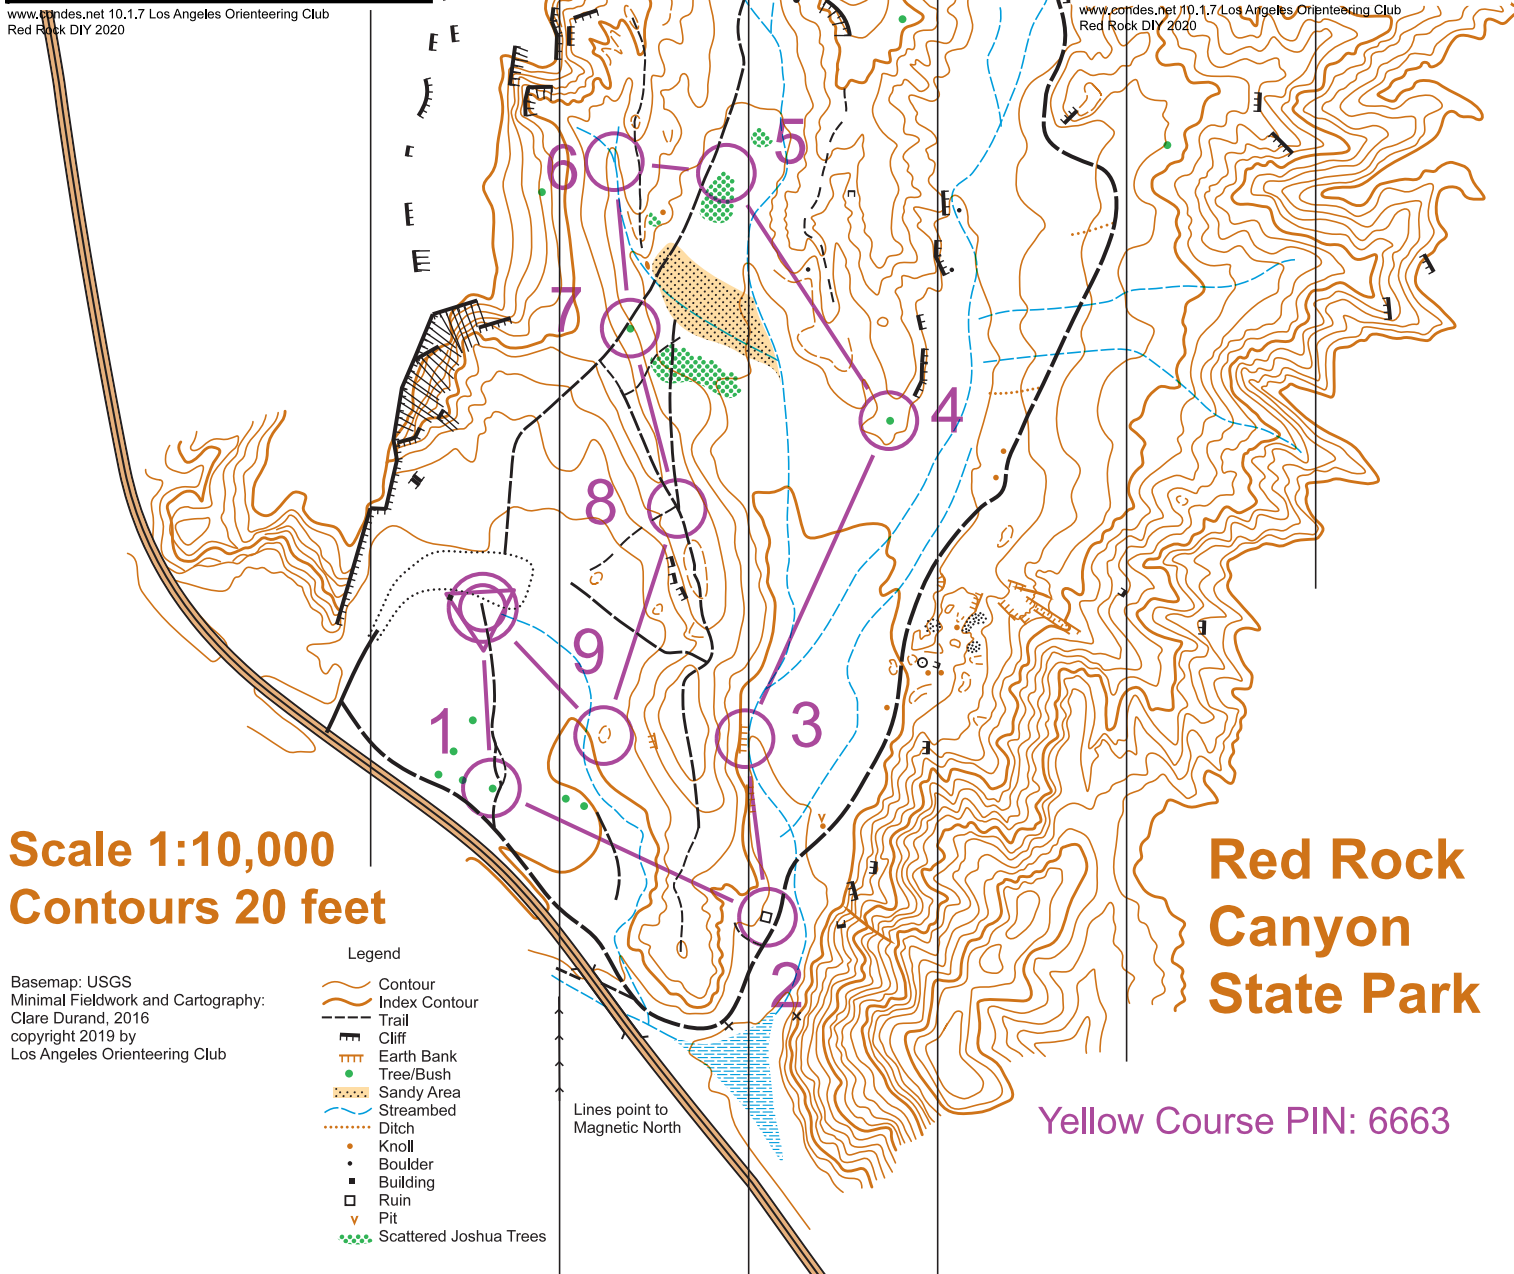 www.condes.net 10.1.7 Los Angeles Orienteering Club
Red Rock DIY 2020
www.condes.net 10.1.7 Los Angeles Orienteering Club
Red Rock DIY 2020
5
6
7
4
8
9
1
3
2
Scale 1:10,000
Contours 20 feet
Red Rock
Canyon
State Park
Basemap: USGS
Minimal Fieldwork and Cartography:
Clare Durand, 2016
copyright 2019 by
Los Angeles Orienteering Club
Legend
Contour
Index Contour
Trail
Cliff
Earth Bank
Tree/Bush
Sandy Area
Streambed
Ditch
Knoll
Boulder
Building
Ruin
Pit
Scattered Joshua Trees
Lines point to
Magnetic North
Yellow Course PIN: 6663